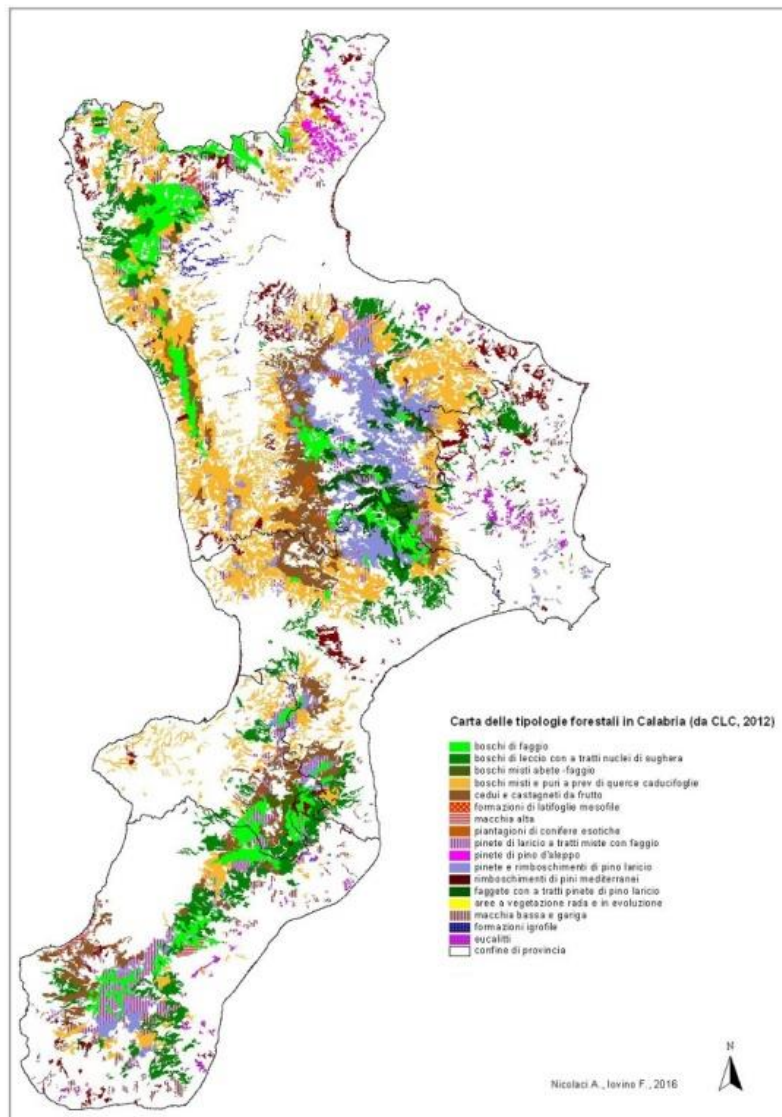 Carta delle tipologie forestali in Calabria (da CLC, 2012)
boschi di faggio
boschi di leccio con a tratti nuclei di sughera
boschi misti abete -faggio
boschi misti e puri a prev di querce caducifoglie
cedui e castagneti da frutto
formazioni di latifoglie mesofile
macchia alta
piantagioni di conifere esotiche
pinete di laricio a tratti miste con faggio
pinete di pino d'aleppo
pinete e rimboschimenti di pino laricio
rimboschimenti di pini mediterranei
faggete con a tratti pinete di pino laricio
aree a vegetazione rada e in evoluzione
macchia bassa e gariga
formazioni igrofile
eucalitti
confine di provincia
N
Nicolaci A., Iovino F., 2016